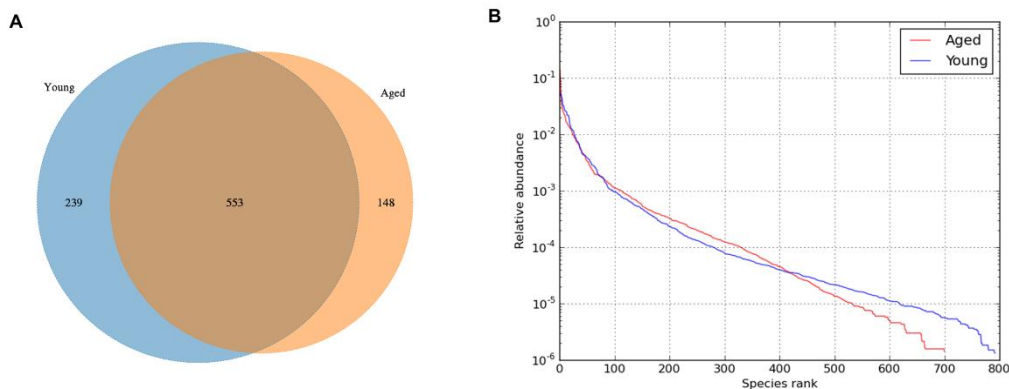 A
Young
Aged
239
553
148
B
Aged
Young
Relative abundance
10^0
10^-1
10^-2
10^-3
10^-4
10^-5
10^-6
0 100 200 300 400 500 600 700 800
Species rank